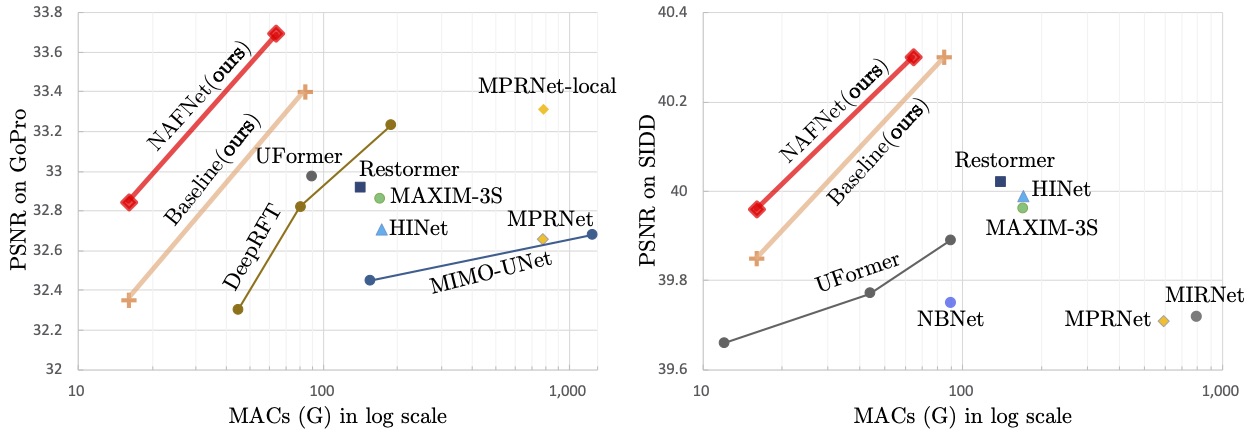 33.8
33.6
33.4
33.2
33
32.8
32.6
32.4
32.2
32
PSNR on GoPro
NAFNet(ours)
Baseline(ours)
UFormer
DeepRFT
Restormer
MAXIM-3S
HINet
MPRNet-local
MPRNet
MIMO-UNet
10
100
1,000
MACs (G) in log scale
40.4
40.2
40
39.8
39.6
PSNR on SIDD
NAFNet(ours)
Baseline(ours)
Restormer
HINet
MAXIM-3S
UFormer
NBNet
MPRNet
MIRNet
10
100
1,000
MACs (G) in log scale